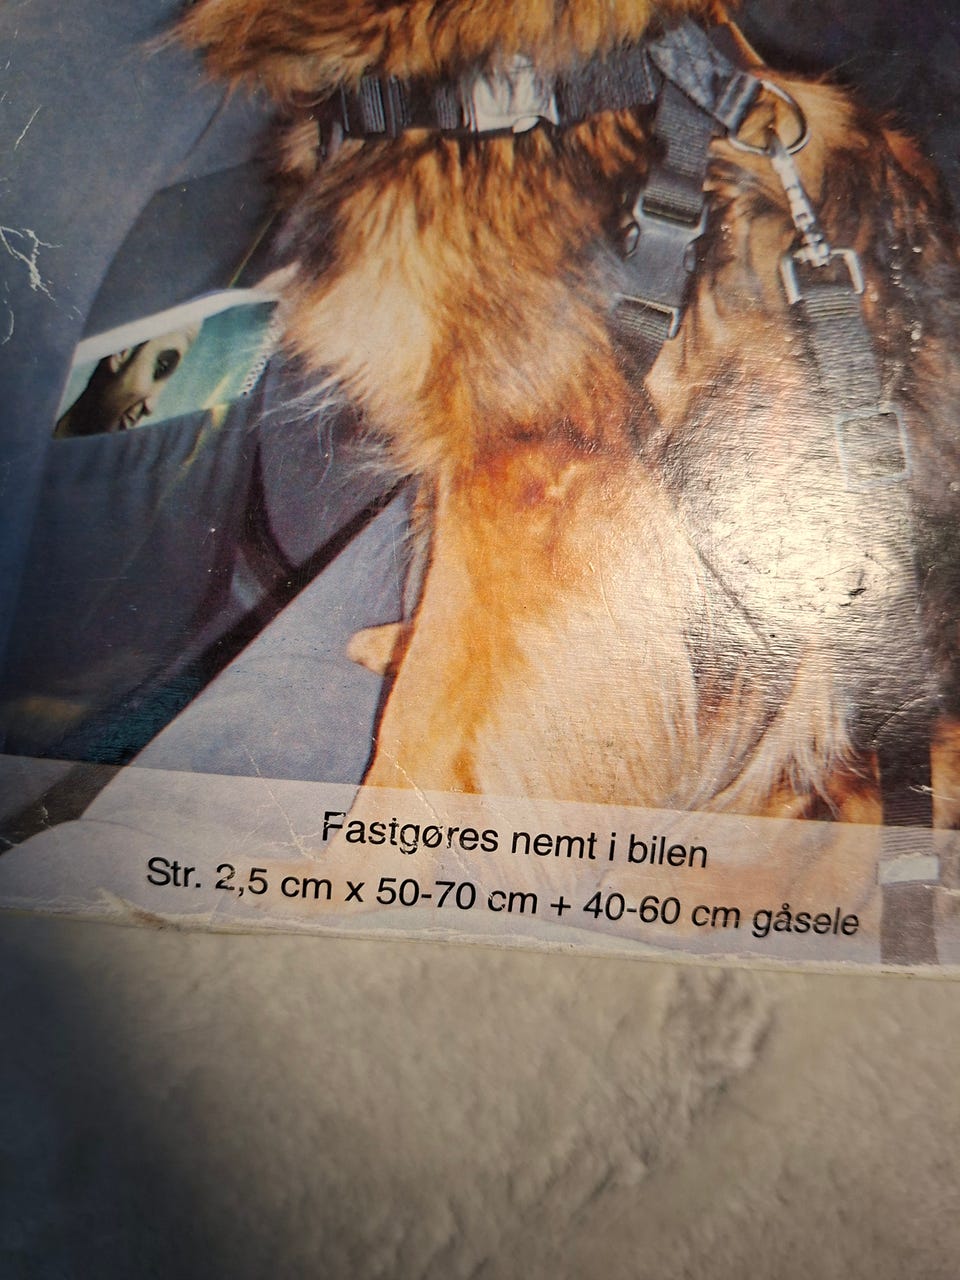 Fastgøres nemt i bilen
Str. 2,5 cm x 50-70 cm + 40-60 cm gåsele